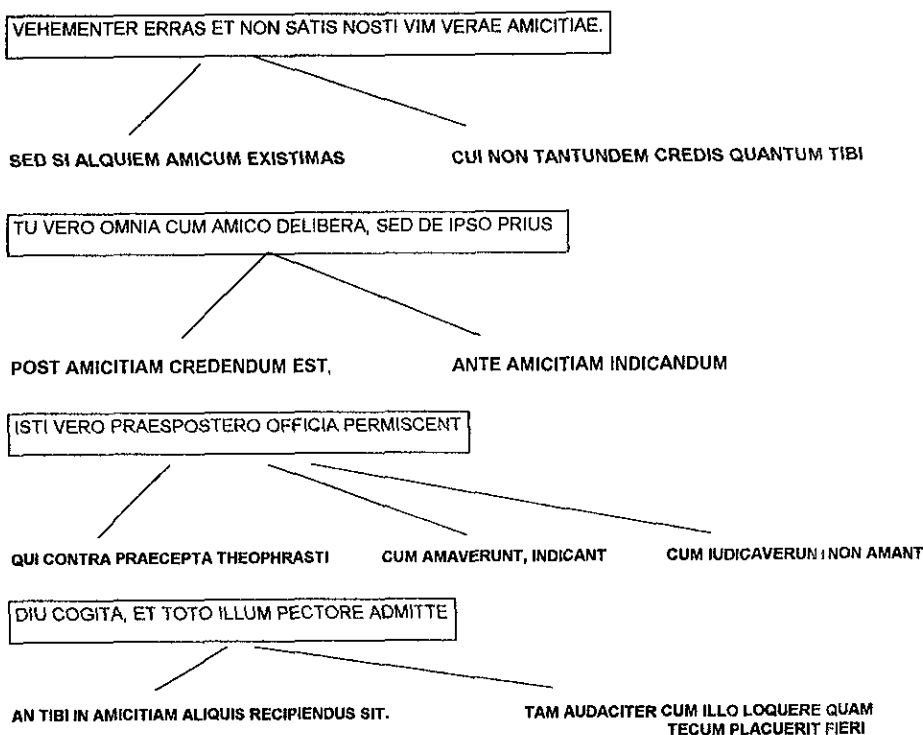 VEHEMENTER ERRAS ET NON SATIS NOSTI VIM VERAE AMICITIAE.
SED SI ALQUIEM AMICUM EXISTIMAS
CUI NON TANTUNDEM CREDIS QUANTUM TIBI
TU VERO OMNIA CUM AMICO DELIBERA, SED DE IPSO PRIUS
POST AMICITIAM CREDENDUM EST,
ANTE AMICITIAM INDICANDUM
ISTI VERO PRAESPOSTERO OFFICIA PERMISCENT
QUI CONTRA PRAECEPTA THEOPHRASTI
CUM AMAVERUNT, INDICANT
CUM IUDICAVERUNT NON AMANT
DIU COGITA, ET TOTO ILLUM PECTORE ADMITTE
AN TIBI IN AMICITIAM ALIQUIS RECIPIENDUS SIT.
TAM AUDACITER CUM ILLO LOQUERE QUAM
TECUM PLACUERIT FIERI